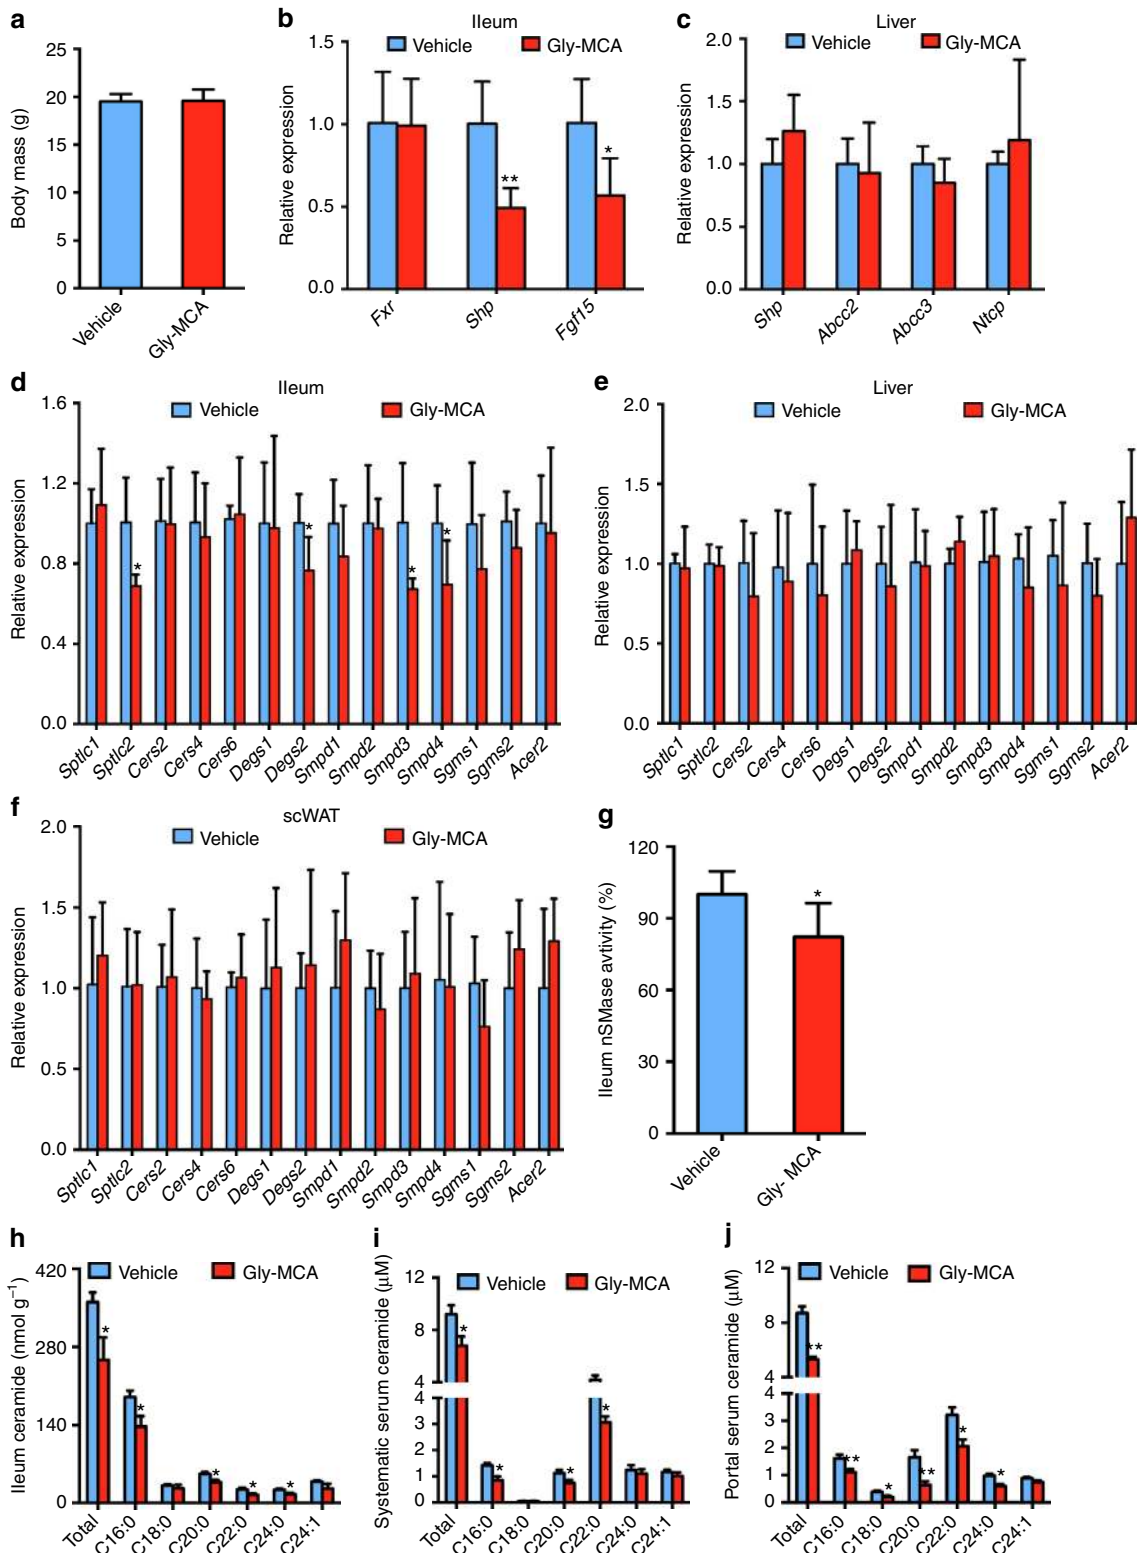 a
Body mass (g)
25
20
15
10
5
0
Vehicle
Gly-MCA
b
Ileum
Vehicle
Gly-MCA
Relative expression
1.5
1.0
0.5
0.0
**
*
Fxr
Shp
Fgf15
c
Liver
Vehicle
Gly-MCA
Relative expression
2.0
1.5
1.0
0.5
0.0
Shp
Abcc2
Abcc3
Ntcp
d
Ileum
Vehicle
Gly-MCA
Relative expression
1.6
1.2
0.8
0.4
0.0
*
*
*
*
Sptlc1
Sptlc2
Cers2
Cers4
Cers6
Degs1
Degs2
Smpd1
Smpd2
Smpd3
Smpd4
Sgms1
Sgms2
Acer2
e
Liver
Vehicle
Gly-MCA
Relative expression
2.0
1.5
1.0
0.5
0.0
Sptlc1
Sptlc2
Cers2
Cers4
Cers6
Degs1
Degs2
Smpd1
Smpd2
Smpd3
Smpd4
Sgms1
Sgms2
Acer2
f
scWAT
Vehicle
Gly-MCA
Relative expression
2.0
1.5
1.0
0.5
0.0
Sptlc1
Sptlc2
Cers2
Cers4
Cers6
Degs1
Degs2
Smpd1
Smpd2
Smpd3
Smpd4
Sgms1
Sgms2
Acer2
g
Ileum nSMase avtivity (%)
120
90
60
30
0
*
Vehicle
Gly- MCA
h
Vehicle
Gly-MCA
Ileum ceramide (nmol g⁻¹)
420
280
140
0
*
*
*
*
*
Total
C16:0
C18:0
C20:0
C22:0
C24:0
C24:1
i
Vehicle
Gly-MCA
Systematic serum ceramide (μM)
12
8
4
4
3
2
1
0
*
*
*
*
Total
C16:0
C18:0
C20:0
C22:0
C24:0
C24:1
j
Vehicle
Gly-MCA
Portal serum ceramide (μM)
12
8
4
4
3
2
1
0
**
**
*
**
*
*
Total
C16:0
C18:0
C20:0
C22:0
C24:0
C24:1